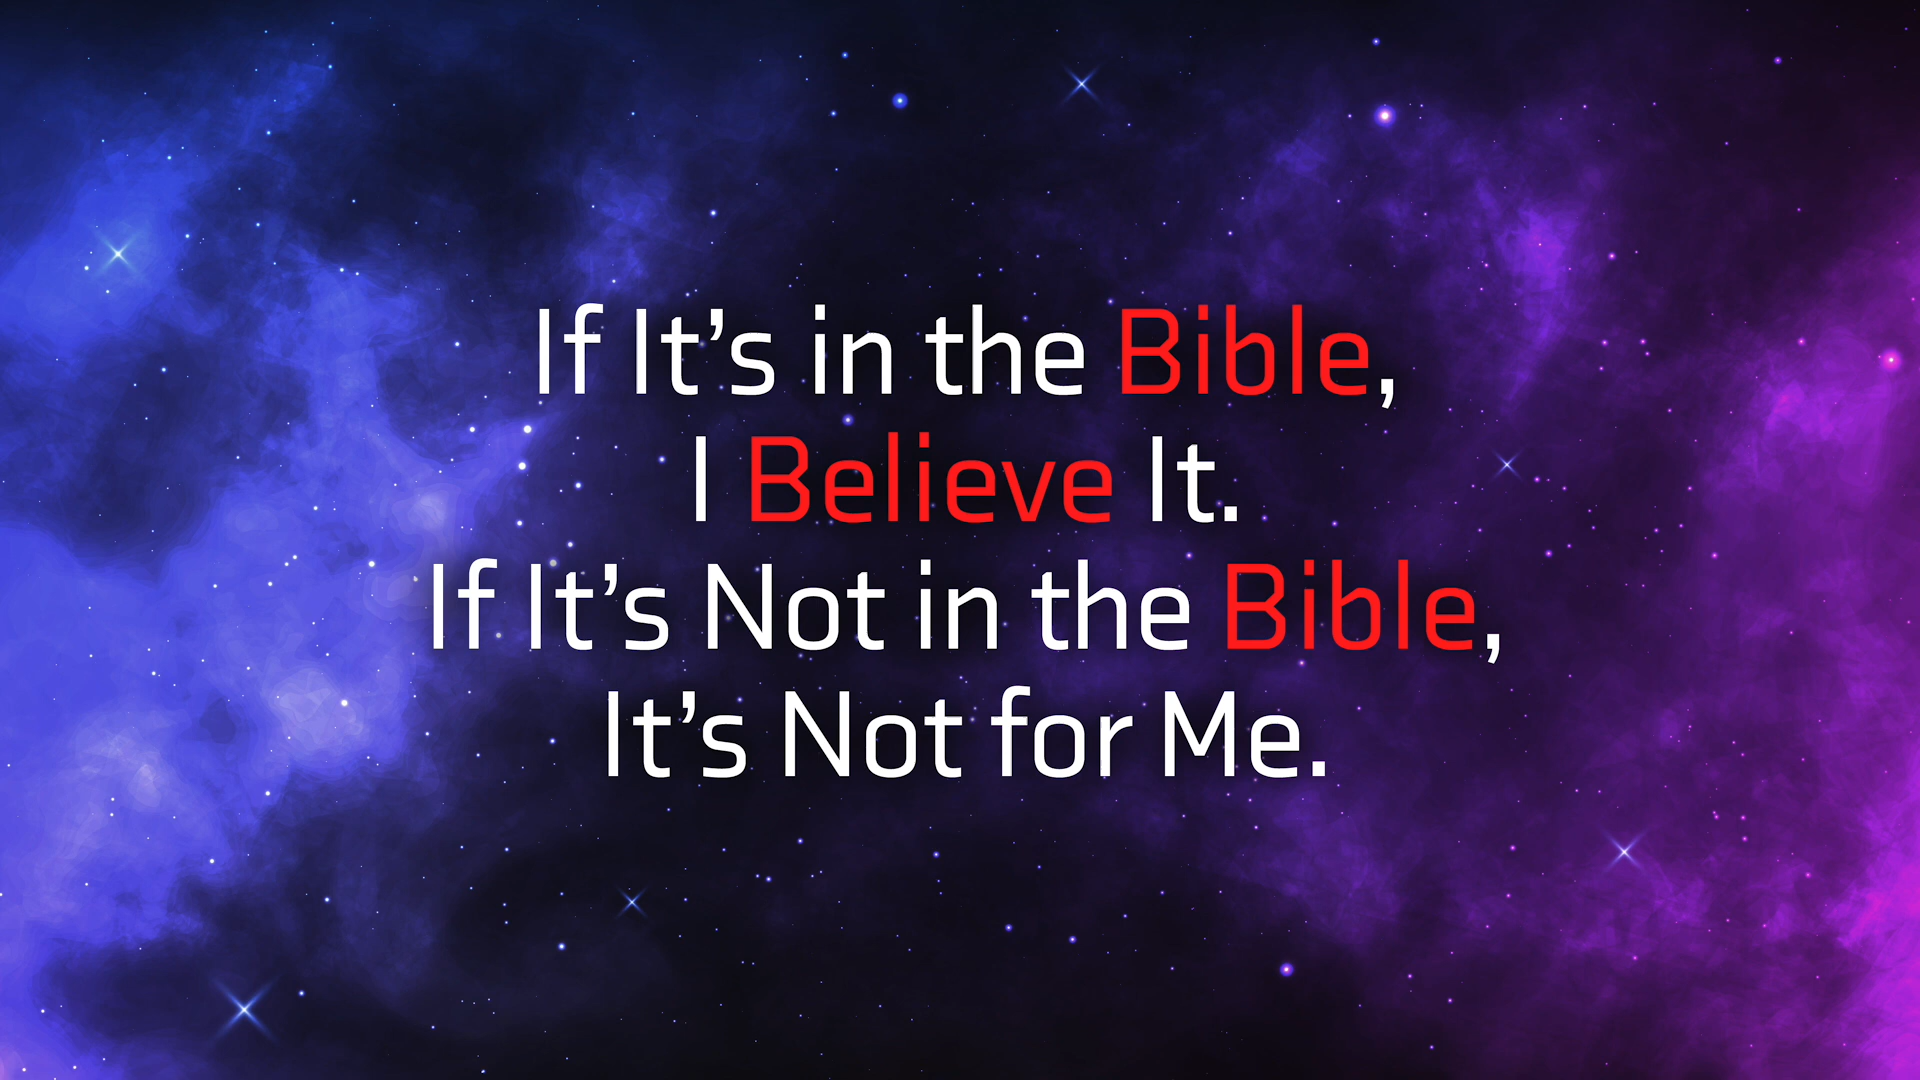 If It’s in the Bible,
I Believe It.
If It’s Not in the Bible,
It’s Not for Me.